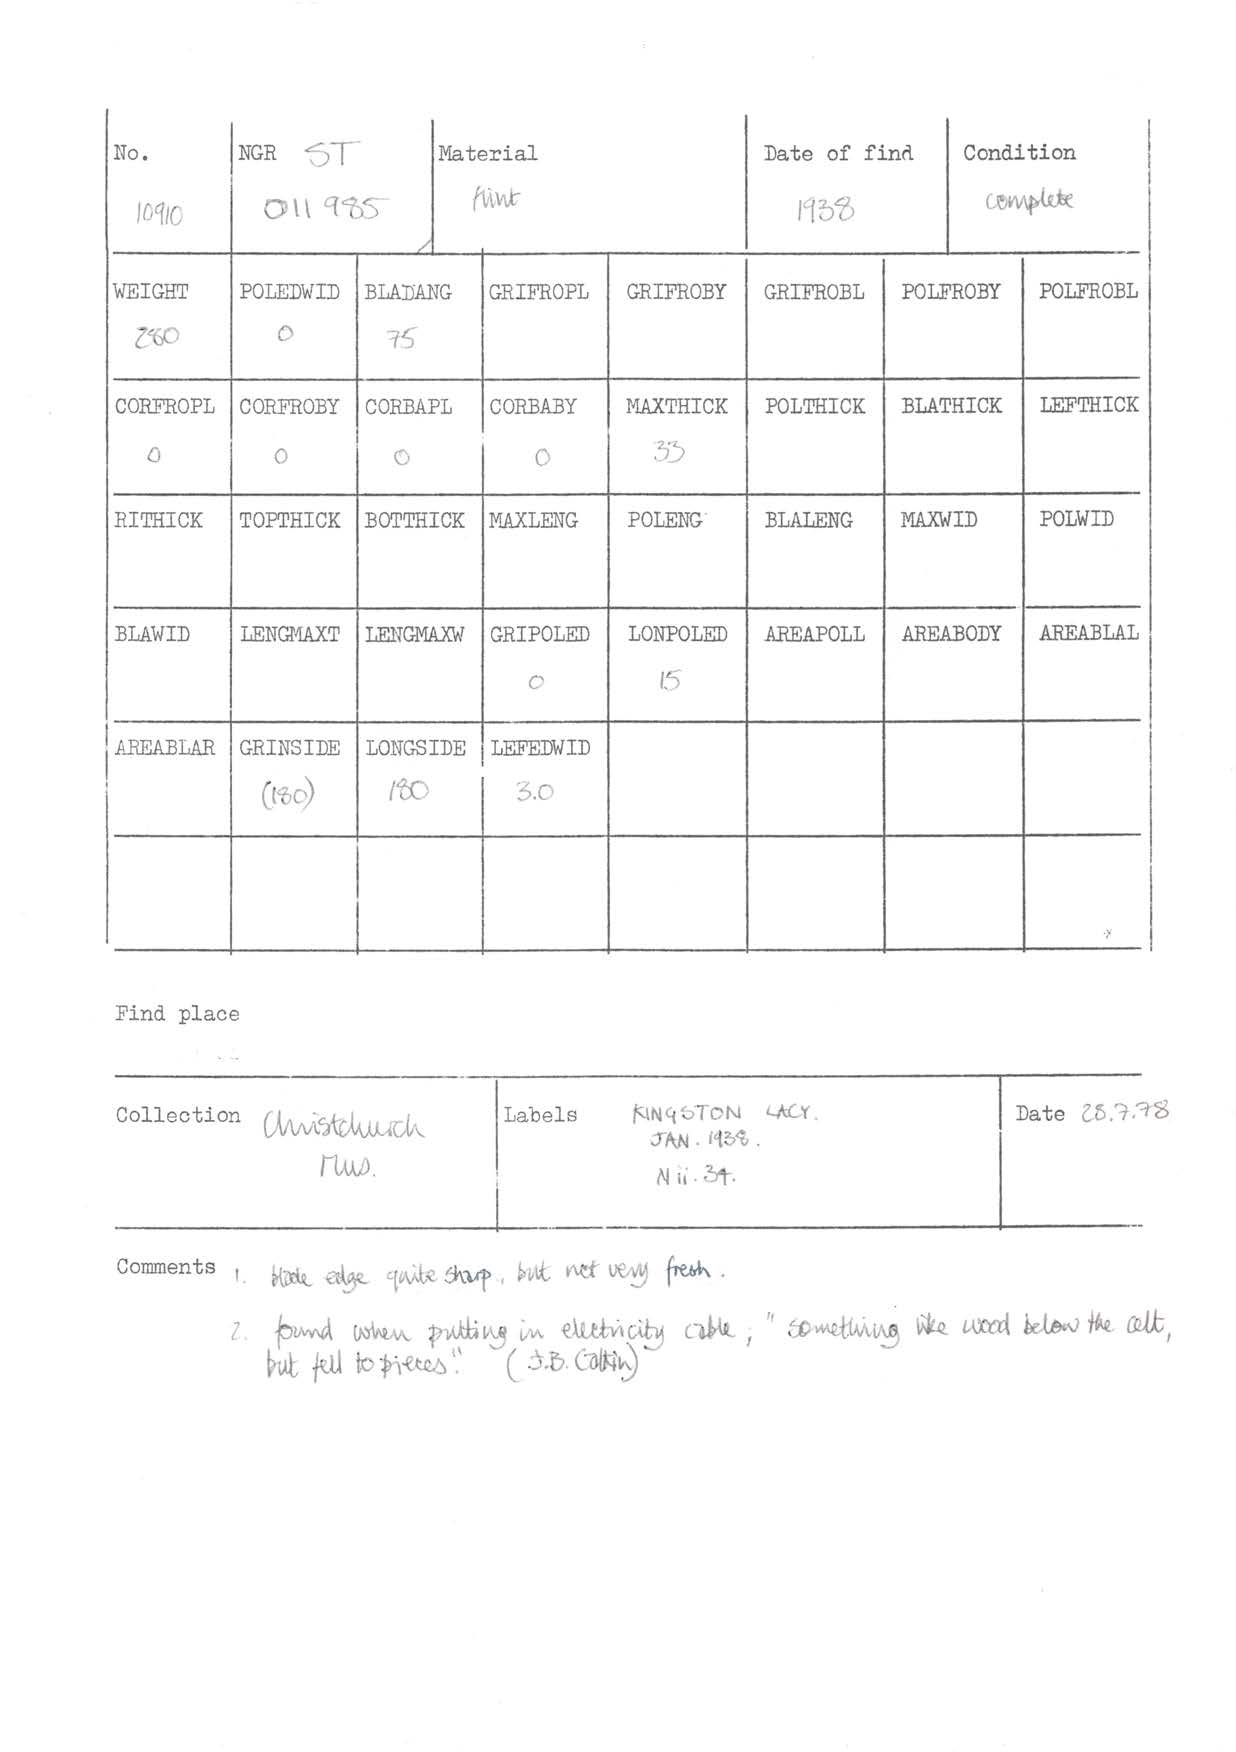 No. NGR ST Material Date of find Condition
10910 011 985 flint 1938 complete
WEIGHT POLEDWID BLADANG GRIFROPL GRIFROBY GRIFROBL POLFROBY POLFROBL
280 0 75
CORFROPL CORFROBY CORBAPL CORBABY MAXTHICK POLTHICK BLATHICK LEFTHICK
0 0 0 0 33
RITHICK TOPTHICK BOTTHICK MAXLENG POLENG BLALENG MAXWID POLWID
BLAWID LENGMAXT LENGMAXW GRIPOLED LONPOLED AREAPOLL AREABODY AREABLAL
0 15
AREABLAR GRINSIDE LONGSIDE LEFEDWID
(180) 180 3.0
Find place
Collection Christchurch
Mus.
Labels KINGSTON LACY.
JAN. 1938.
N ii. 34.
Date 28.7.78
Comments 1. blade edge quite sharp, but not very fresh.
2. found when putting in electricity cable; "something like wood below the celt,
but fell to pieces." (J.B. Calkin)